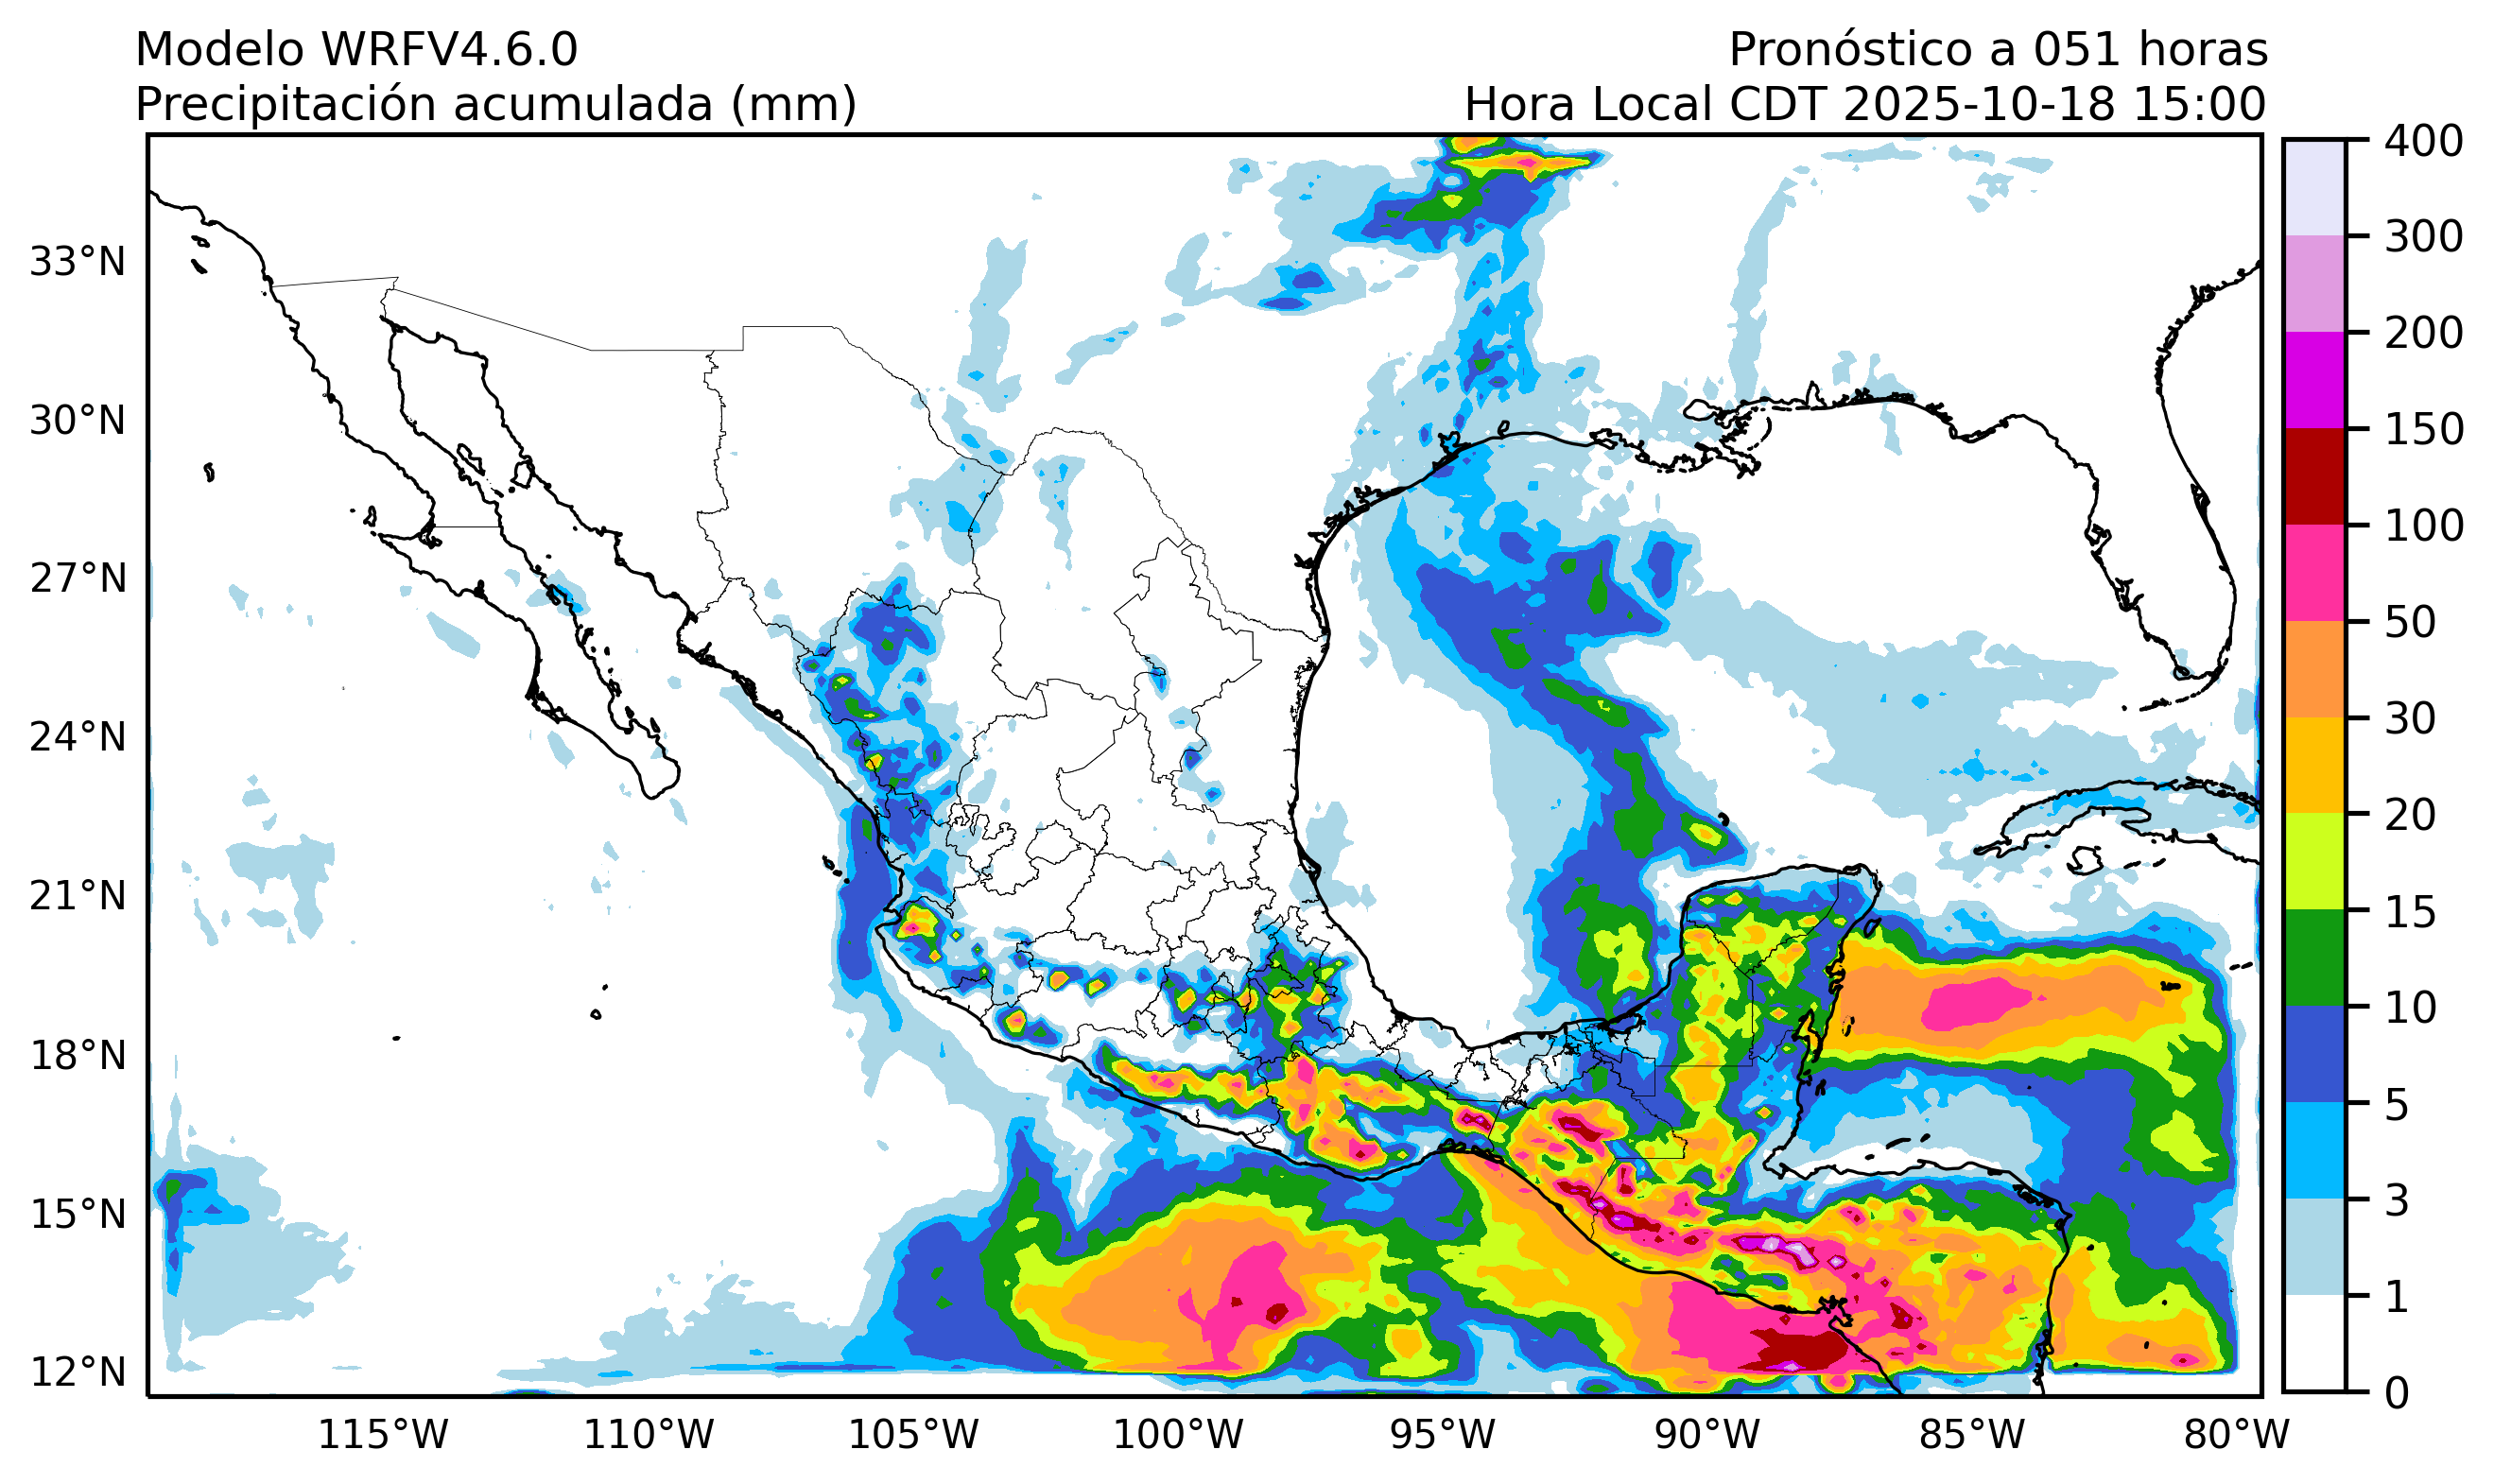 Modelo WRFV4.6.0
Pronóstico a 051 horas
Precipitación acumulada (mm)
Hora Local CDT 2025-10-18 15:00
33°N
30°N
27°N
24°N
21°N
18°N
15°N
12°N
115°W
110°W
105°W
100°W
95°W
90°W
85°W
80°W
400
300
200
150
100
50
30
20
15
10
5
3
1
0